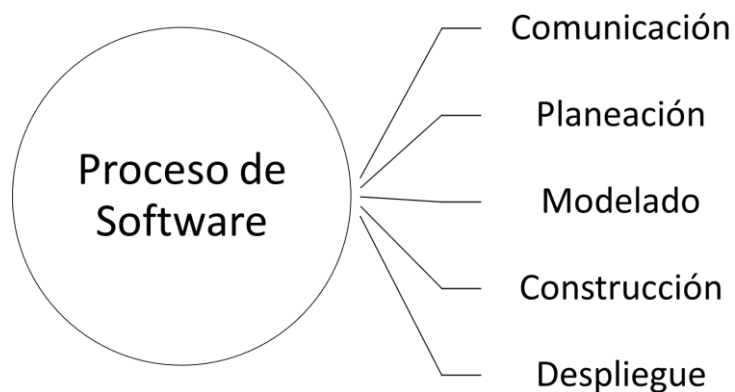 Proceso de
Software
Comunicación
Planeación
Modelado
Construcción
Despliegue